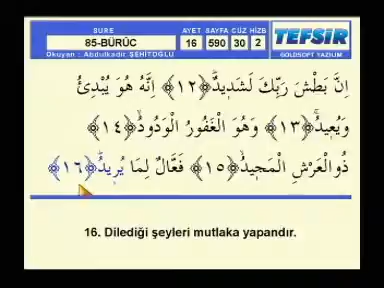 SURE AYET SAYFA CÜZ HİZB
85-BÜRÛC 16 590 30 2 TEFSİR
Okuyan : Abdulkadir ŞEHİTOĞLU GOLDSOFT YAZILIM
اِنَّ بَطْشَ رَبِّكَ لَشَد۪يدٌۜ ﴿١٢﴾ اِنَّهُ هُوَ يُبْدِئُ
وَيُع۪يدُۚ ﴿١٣﴾ وَهُوَ الْغَفُورُ الْوَدُودُۙ ﴿١٤﴾
ذُو الْعَرْشِ الْمَج۪يدُۙ ﴿١٥﴾ فَعَّالٌ لِمَا يُر۪يدُۜ ﴿١٦﴾
16. Dilediği şeyleri mutlaka yapandır.